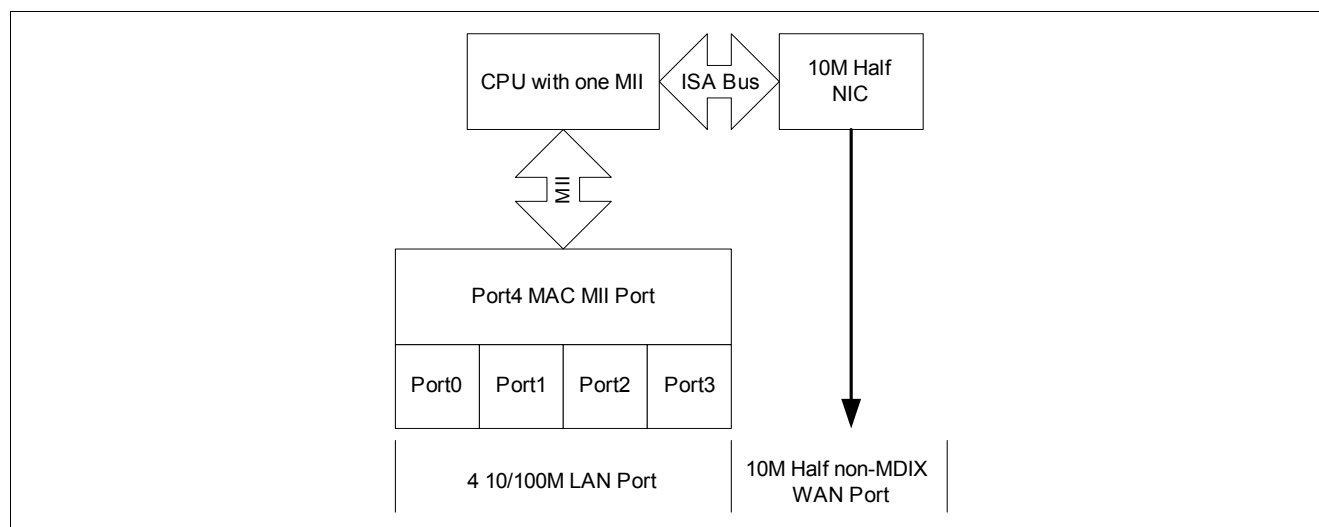 CPU with one MII
ISA Bus
10M Half
NIC
MII
Port4 MAC MII Port
Port0
Port1
Port2
Port3
4 10/100M LAN Port
10M Half non-MDIX
WAN Port